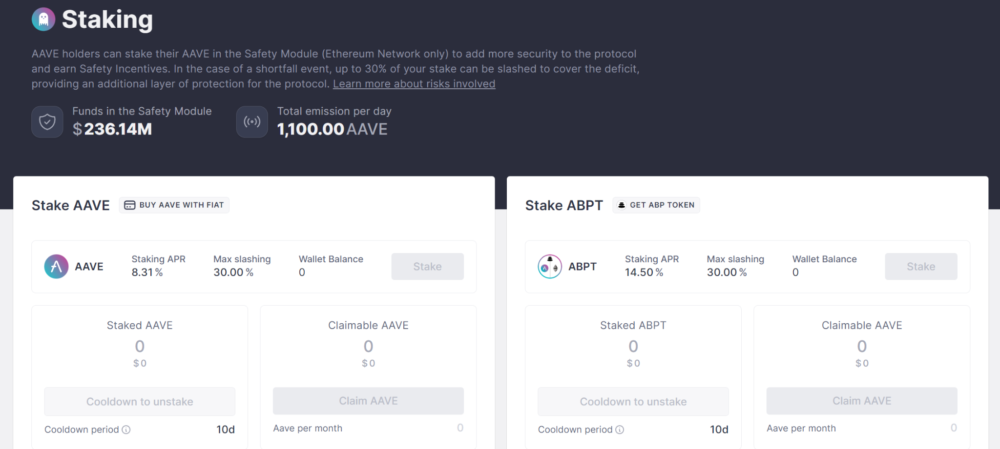 Staking
AAVE holders can stake their AAVE in the Safety Module (Ethereum Network only) to add more security to the protocol
and earn Safety Incentives. In the case of a shortfall event, up to 30% of your stake can be slashed to cover the deficit,
providing an additional layer of protection for the protocol. Learn more about risks involved
Funds in the Safety Module
$236.14M
Total emission per day
1,100.00 AAVE
Stake AAVE
BUY AAVE WITH FIAT
AAVE
Staking APR
8.31 %
Max slashing
30.00 %
Wallet Balance
0
Stake
Staked AAVE
0
$ 0
Cooldown to unstake
Cooldown period
10d
Claimable AAVE
0
$ 0
Claim AAVE
Aave per month
0
Stake ABPT
GET ABP TOKEN
ABPT
Staking APR
14.50 %
Max slashing
30.00 %
Wallet Balance
0
Stake
Staked ABPT
0
$ 0
Cooldown to unstake
Cooldown period
10d
Claimable AAVE
0
$ 0
Claim AAVE
Aave per month
0